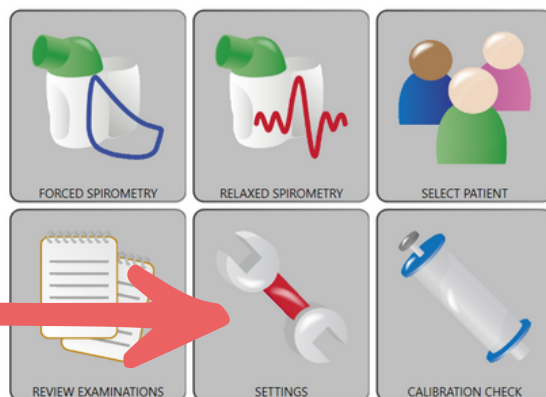 FORCED SPIROMETRY
RELAXED SPIROMETRY
SELECT PATIENT
REVIEW EXAMINATIONS
SETTINGS
CALIBRATION CHECK